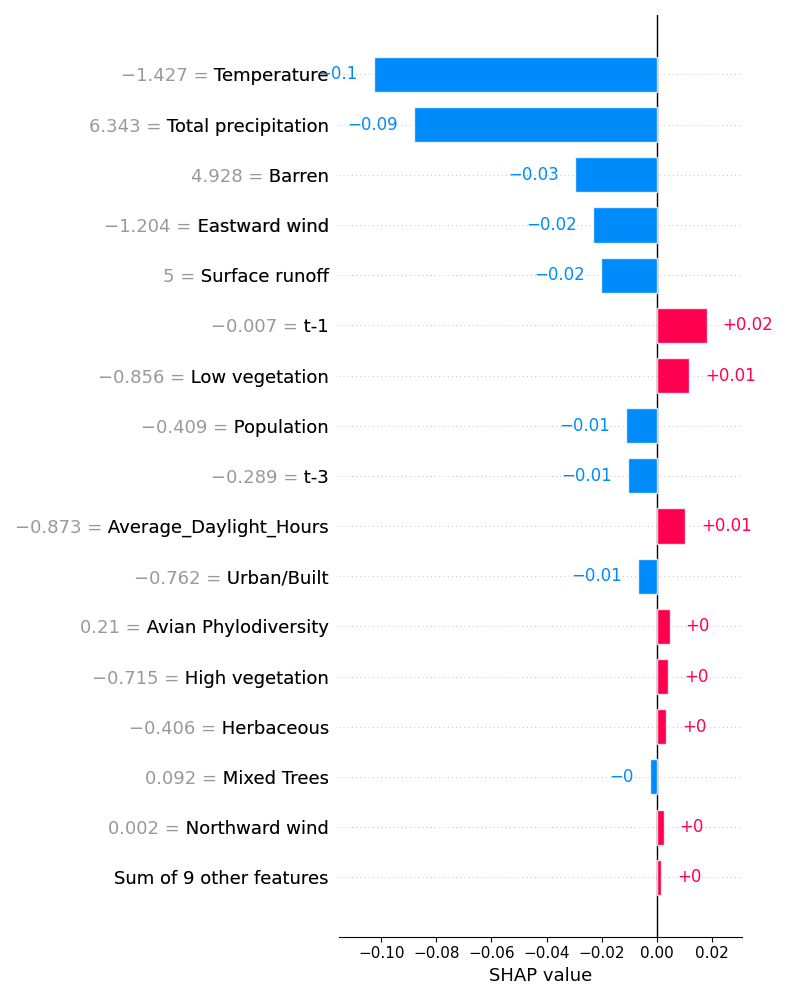 −1.427 = Temperature −0.1
6.343 = Total precipitation −0.09
4.928 = Barren −0.03
−1.204 = Eastward wind −0.02
5 = Surface runoff −0.02
−0.007 = t-1 +0.02
−0.856 = Low vegetation +0.01
−0.409 = Population −0.01
−0.289 = t-3 −0.01
−0.873 = Average_Daylight_Hours +0.01
−0.762 = Urban/Built −0.01
0.21 = Avian Phylodiversity +0
−0.715 = High vegetation +0
−0.406 = Herbaceous +0
0.092 = Mixed Trees −0
0.002 = Northward wind +0
Sum of 9 other features +0
−0.10 −0.08 −0.06 −0.04 −0.02 0.00 0.02
SHAP value